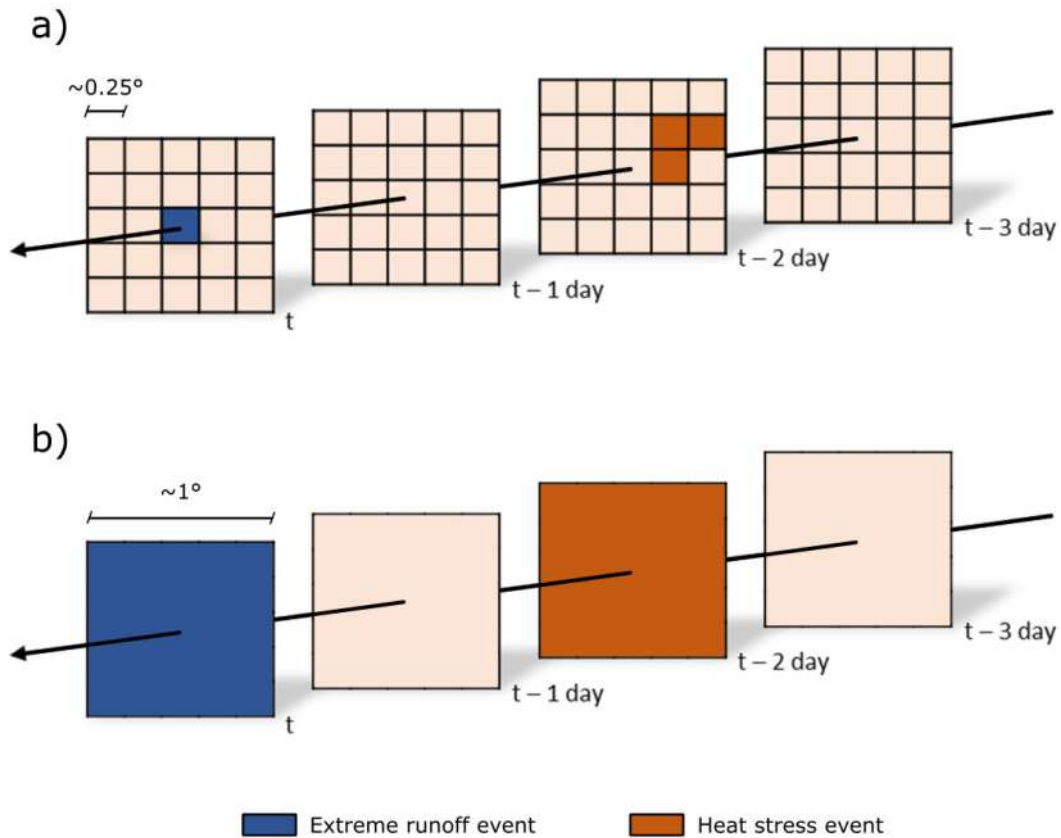 a)
~0.25°
t – 3 day
t – 2 day
t – 1 day
t
b)
~1°
t – 3 day
t – 2 day
t – 1 day
t
Extreme runoff event
Heat stress event